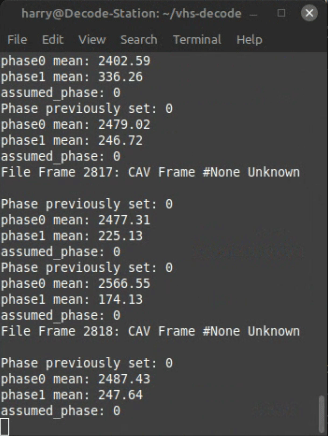 harry@Decode-Station: ~/vhs-decode
File Edit View Search Terminal Help
phase0 mean: 2402.59
phase1 mean: 336.26
assumed_phase: 0
Phase previously set: 0
phase0 mean: 2479.02
phase1 mean: 246.72
assumed_phase: 0
File Frame 2817: CAV Frame #None Unknown
Phase previously set: 0
phase0 mean: 2477.31
phase1 mean: 225.13
assumed_phase: 0
Phase previously set: 0
phase0 mean: 2566.55
phase1 mean: 174.13
assumed_phase: 0
File Frame 2818: CAV Frame #None Unknown
Phase previously set: 0
phase0 mean: 2487.43
phase1 mean: 247.64
assumed_phase: 0